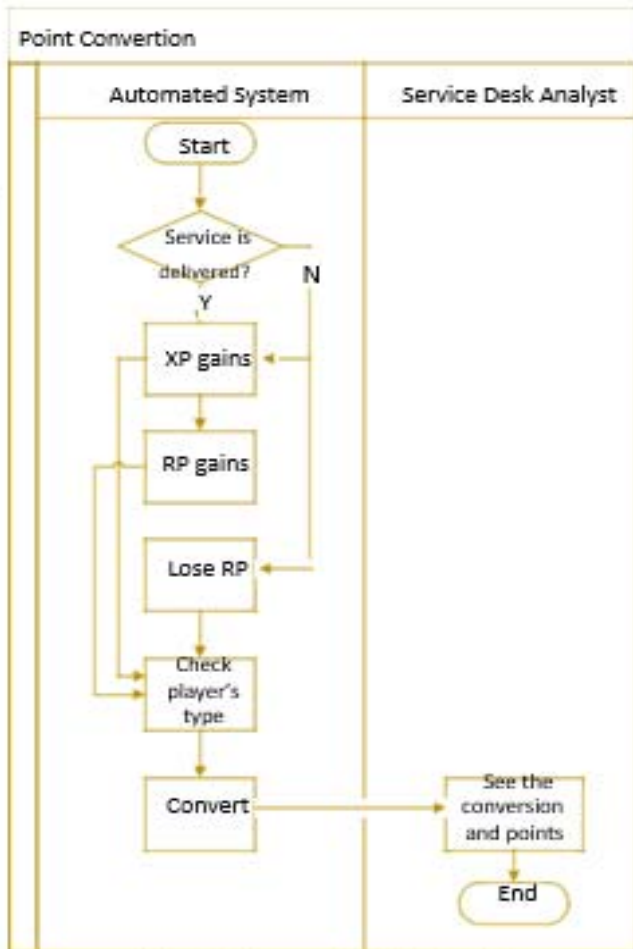 Point Convertion
Automated System
Service Desk Analyst
Start
Service is
delivered?
N
Y
XP gains
RP gains
Lose RP
Check
player's
type
Convert
See the
conversion
and points
End